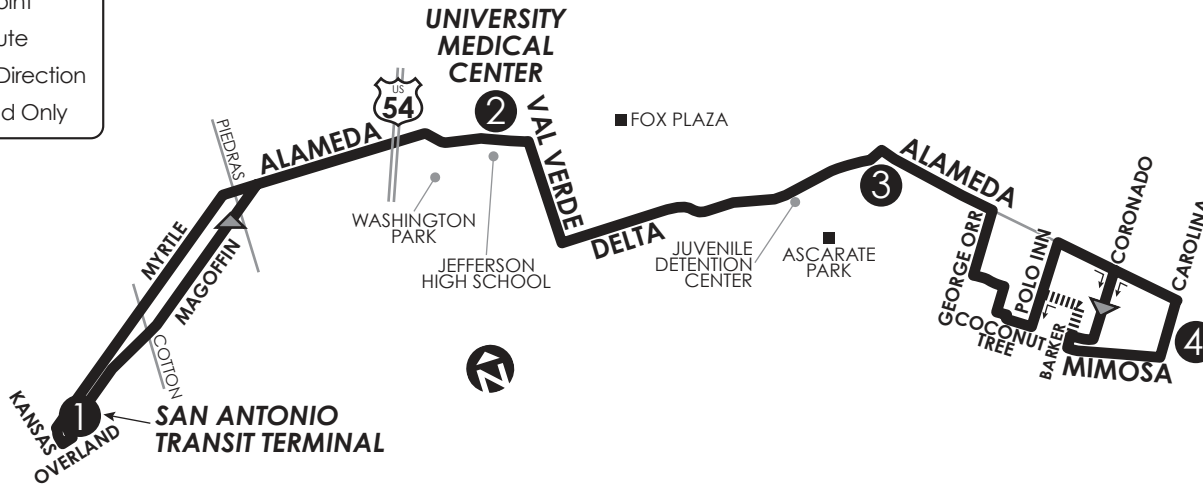 Direction
Only
UNIVERSITY
MEDICAL
CENTER
2
US
54
VAL VERDE
FOX PLAZA
PIEDRAS
ALAMEDA
WASHINGTON
PARK
JEFFERSON
HIGH SCHOOL
MYRTLE
MAGOFFIN
COTTON
DELTA
JUVENILE
DETENTION
CENTER
ASCARATE
PARK
3
ALAMEDA
GEORGE ORR
POLO INN
CORONADO
CAROLINA
COCONUT
TREE
BARKER
MIMOSA
4
N
KANSAS
OVERLAND
1
SAN ANTONIO
TRANSIT TERMINAL